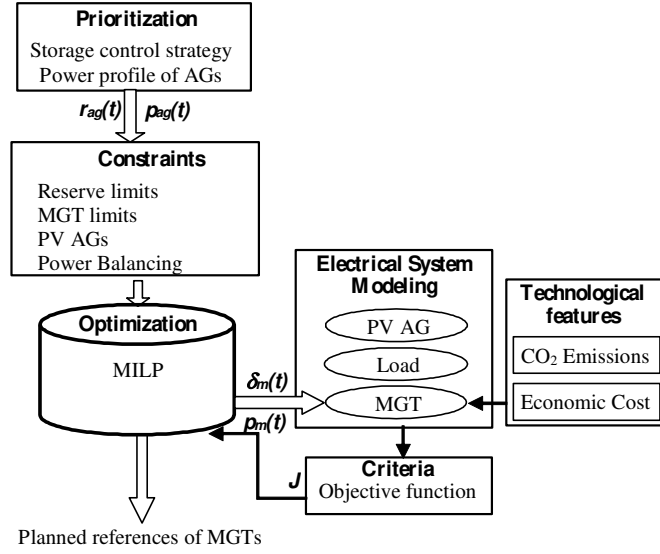 Prioritization
Storage control strategy
Power profile of AGs
rag(t) pag(t)
Constraints
Reserve limits
MGT limits
PV AGs
Power Balancing
Optimization
MILP
δm(t)
pm(t)
Electrical System
Modeling
PV AG
Load
MGT
Technological
features
CO₂ Emissions
Economic Cost
Criteria
Objective function
J
Planned references of MGTs